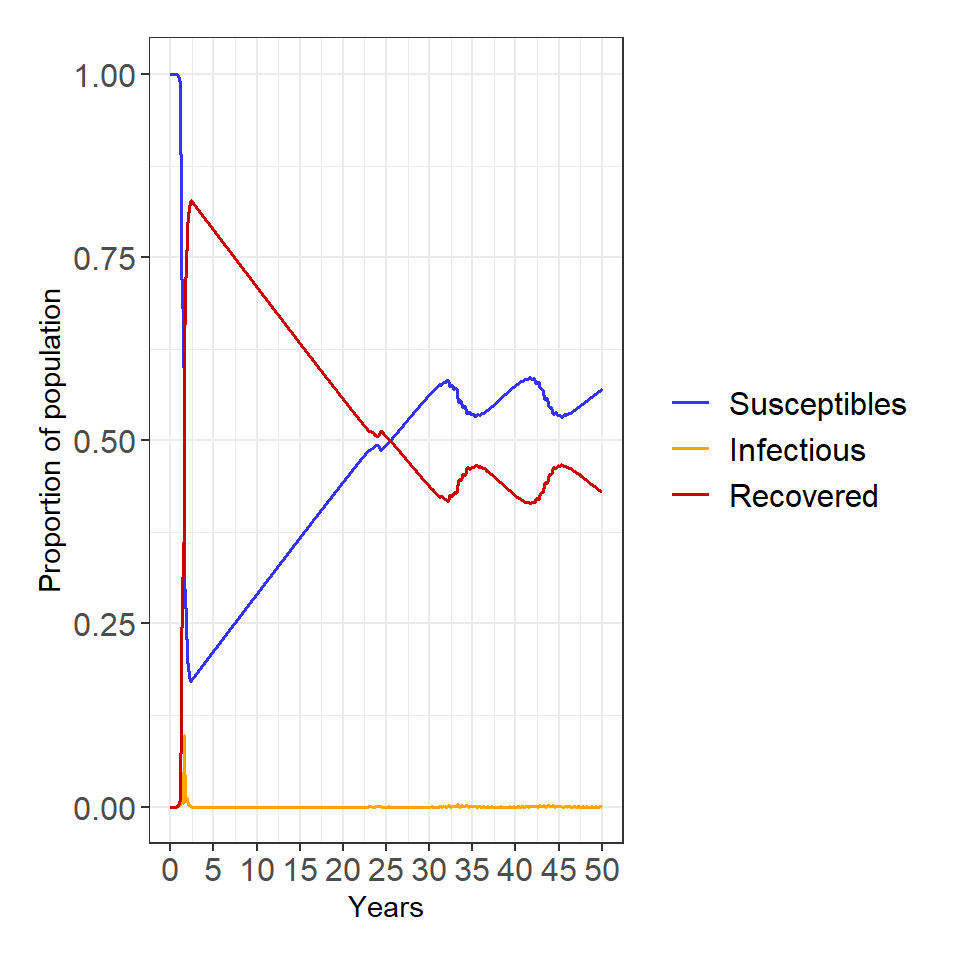 1.00
0.75
0.50
0.25
0.00
Proportion of population
0 5 10 15 20 25 30 35 40 45 50
Years
Susceptibles
Infectious
Recovered